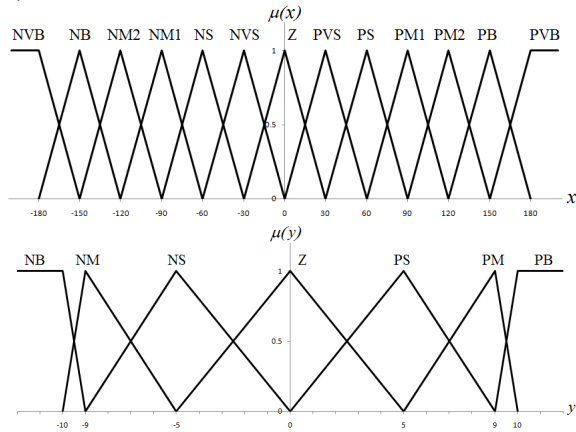 μ(x)
NVB NB NM2 NM1 NS NVS Z PVS PS PM1 PM2 PB PVB
1
0.5
0
-180 -150 -120 -90 -60 -30 0 30 60 90 120 150 180 x
μ(y)
NB NM NS Z PS PM PB
1
0.5
0
-10 -9 -5 0 5 9 10 y